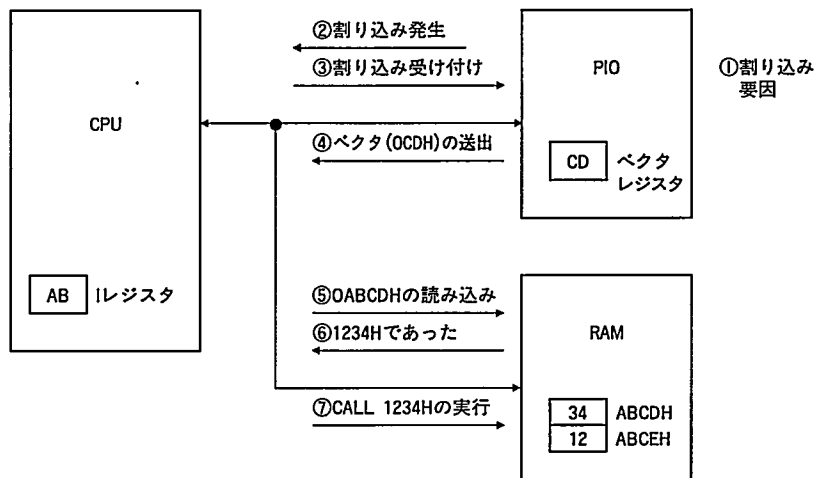 ②割り込み発生
③割り込み受け付け
PIO
①割り込み
要因
CPU
④ベクタ(0CDH)の送出
CD
ベクタ
レジスタ
AB
Iレジスタ
⑤0ABCDHの読み込み
⑥1234Hであった
RAM
⑦CALL 1234Hの実行
34
ABCDH
12
ABCEH